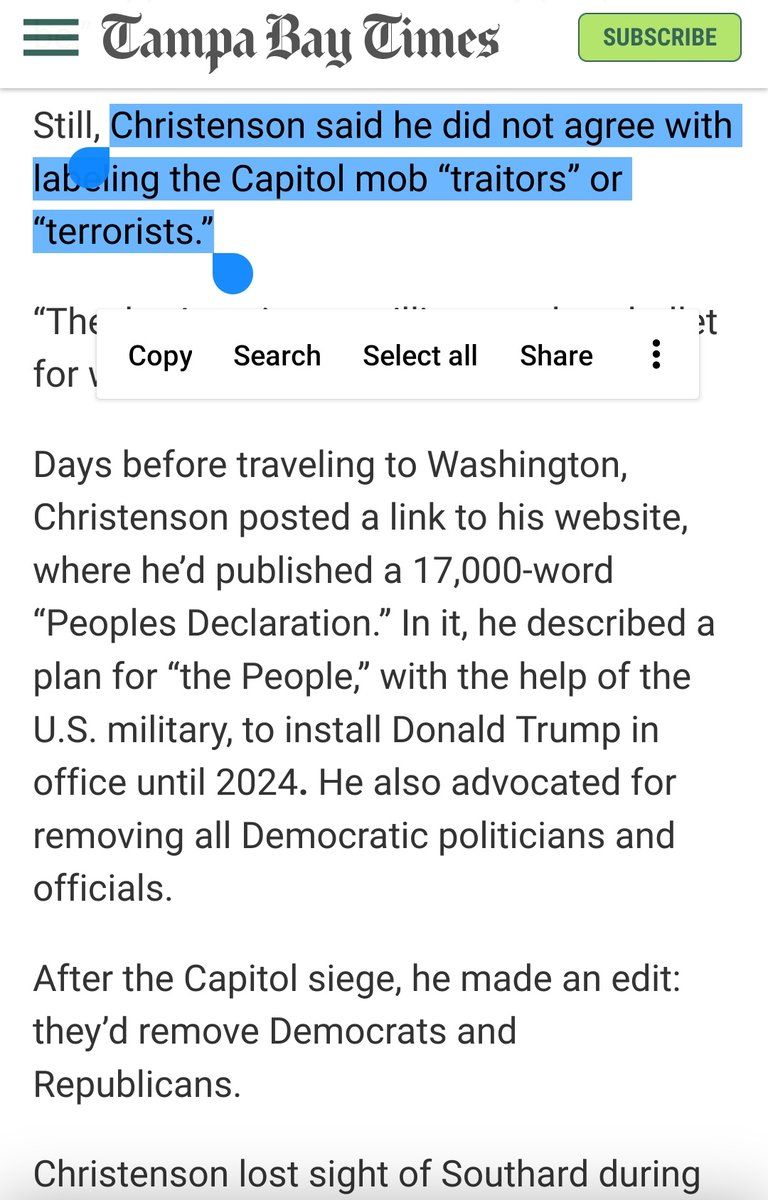 Tampa Bay Times
SUBSCRIBE
Still, Christenson said he did not agree with
labeling the Capitol mob “traitors” or
“terrorists.”
“The
for
Copy Search Select all Share
Days before traveling to Washington,
Christenson posted a link to his website,
where he’d published a 17,000-word
“Peoples Declaration.” In it, he described a
plan for “the People,” with the help of the
U.S. military, to install Donald Trump in
office until 2024. He also advocated for
removing all Democratic politicians and
officials.
After the Capitol siege, he made an edit:
they’d remove Democrats and
Republicans.
Christenson lost sight of Southard during